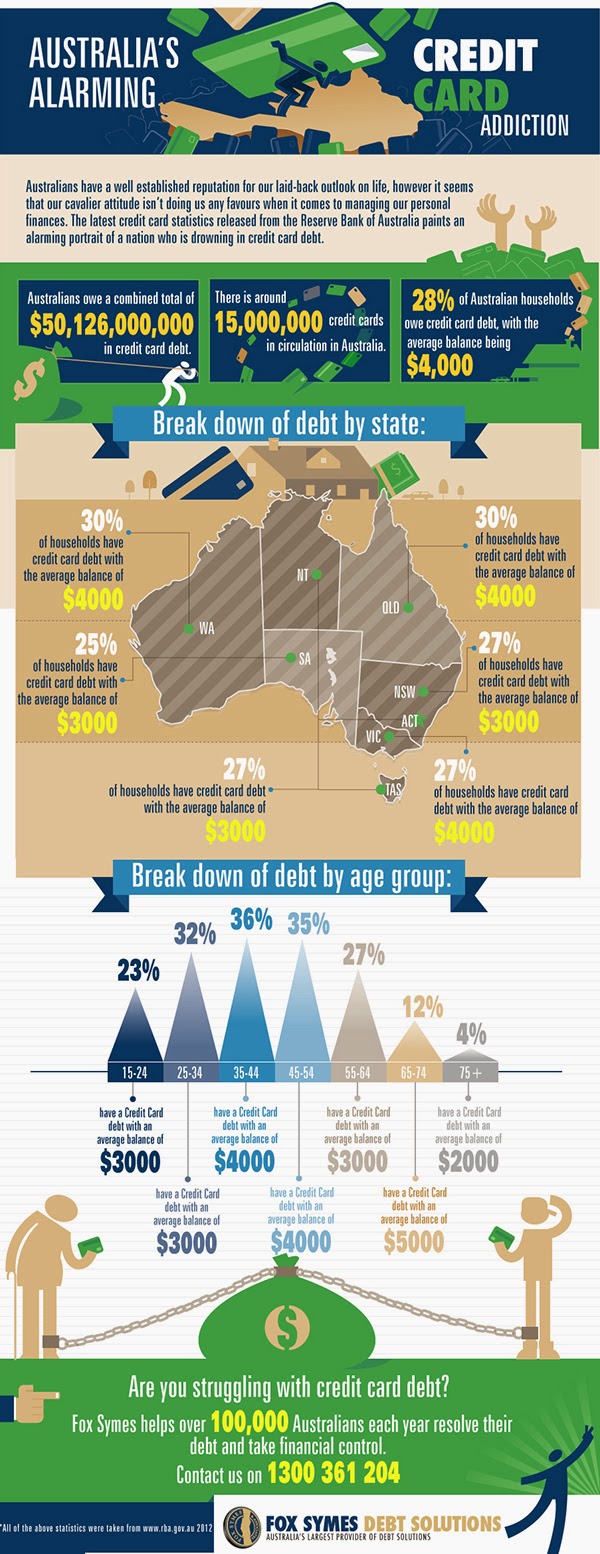 AUSTRALIA'S
ALARMING
CREDIT
CARD
ADDICTION
Australians have a well established reputation for our laid-back outlook on life, however it seems
that our cavalier attitude isn't doing us any favours when it comes to managing our personal
finances. The latest credit card statistics released from the Reserve Bank of Australia paints an
alarming portrait of a nation who is drowning in credit card debt.
Australians owe a combined total of
$50,126,000,000
in credit card debt.
There is around
15,000,000 credit cards
in circulation in Australia.
28% of Australian households
owe credit card debt, with the
average balance being
$4,000
Break down of debt by state:
30%
of households have
credit card debt with
the average balance of
$4000
30%
of households have
credit card debt with
the average balance of
$4000
25%
of households have
credit card debt with
the average balance of
$3000
27%
of households have
credit card debt with
the average balance of
$3000
NT
QLD
WA
SA
NSW
ACT
VIC
TAS
27%
of households have credit card debt
with the average balance of
$3000
27%
of households have credit card
debt with the average balance of
$4000
Break down of debt by age group:
23%
32%
36%
35%
27%
12%
4%
15-24
25-34
35-44
45-54
55-64
65-74
75+
have a Credit Card
debt with an
average balance of
$3000
have a Credit Card
debt with an
average balance of
$3000
have a Credit Card
debt with an
average balance of
$4000
have a Credit Card
debt with an
average balance of
$4000
have a Credit Card
debt with an
average balance of
$3000
have a Credit Card
debt with an
average balance of
$5000
have a Credit Card
debt with an
average balance of
$2000
$
Are you struggling with credit card debt?
Fox Symes helps over 100,000 Australians each year resolve their
debt and take financial control.
Contact us on 1300 361 204
*All of the above statistics were taken from www.rba.gov.au 2012
FOX SYMES DEBT SOLUTIONS
AUSTRALIA'S LARGEST PROVIDER OF DEBT SOLUTIONS